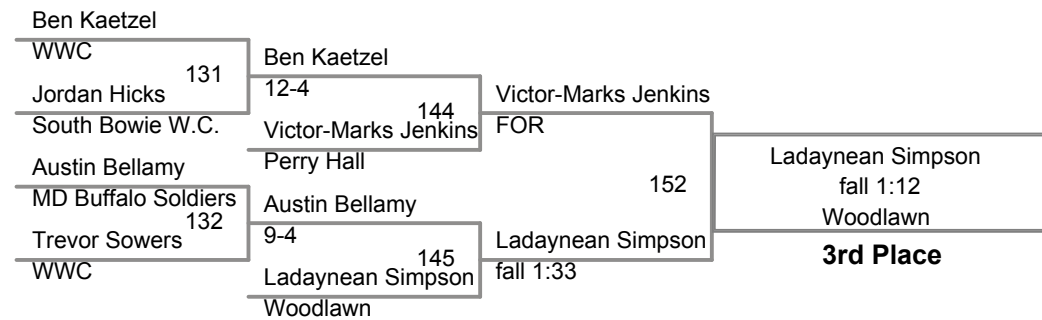 Ben Kaetzel
WWC
131
Jordan Hicks
South Bowie W.C.
Austin Bellamy
MD Buffalo Soldiers
132
Trevor Sowers
WWC
Ben Kaetzel
12-4
144
Victor-Marks Jenkins
Perry Hall
Austin Bellamy
9-4
145
Ladaynean Simpson
Woodlawn
Victor-Marks Jenkins
FOR
152
Ladaynean Simpson
fall 1:33
Ladaynean Simpson
fall 1:12
Woodlawn
3rd Place